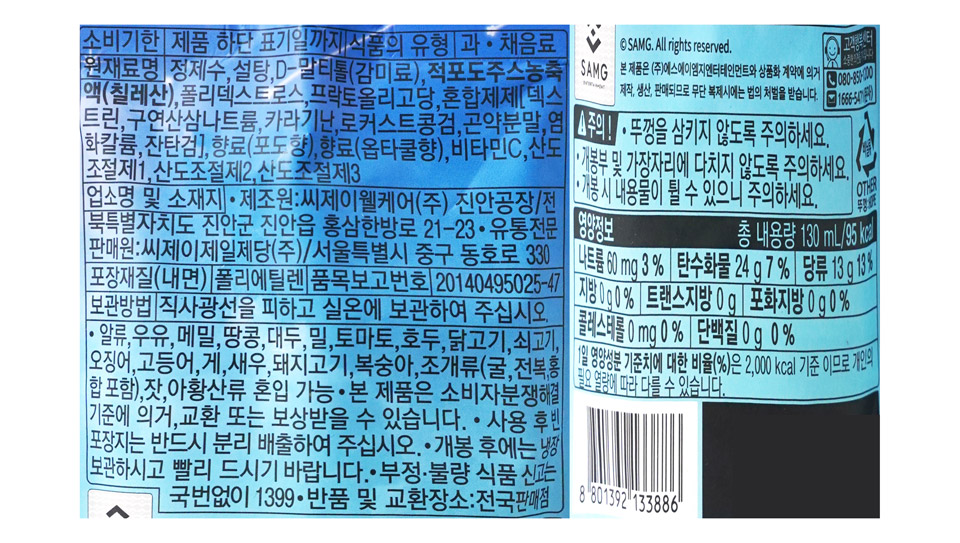 소비기한 제품 하단 표기일까지 식품의 유형 과·채음료
원재료명 정제수,설탕,D-말티톨(감미료),적포도주스농축
액(칠레산),폴리덱스트로스,프락토올리고당,혼합제제[덱스
트린,구연산삼나트륨,카라기난,로커스트콩검,곤약분말,염
화칼륨,잔탄검],향료(포도향),향료(옵타쿨향),비타민C,산도
조절제1,산도조절제2,산도조절제3
업소명 및 소재지 •제조원:씨제이웰케어(주) 진안공장/전
북특별자치도 진안군 진안읍 홍삼한방로 21-23•유통전문
판매원:씨제이제일제당(주)/서울특별시 중구 동호로 330
포장재질(내면) 폴리에틸렌 품목보고번호 20140495025-47
보관방법 직사광선을 피하고 실온에 보관하여 주십시오.
•알류,우유,메밀,땅콩,대두,밀,토마토,호두,닭고기,쇠고기,
오징어,고등어,게,새우,돼지고기,복숭아,조개류(굴,전복,홍
합 포함),잣,아황산류 혼입 가능•본 제품은 소비자분쟁해결
기준에 의거,교환 또는 보상받을 수 있습니다. •사용 후 빈
포장지는 반드시 분리 배출하여 주십시오.•개봉 후에는 냉장
보관하시고 빨리 드시기 바랍니다.•부정·불량 식품 신고는
국번없이 1399•반품 및 교환장소:전국판매점
SAMG
©SAMG. All rights reserved.
본 제품은 (주)에스에이엠지엔터테인먼트와 상품화 계약에 의거
제작, 생산, 판매되므로 무단 복제시에는 법의 처벌을 받습니다.
고객행복센터
080-850-
1666-547
주의! •뚜껑을 삼키지 않도록 주의하세요.
•개봉부 및 가장자리에 다치지 않도록 주의하세요.
•개봉 시 내용물이 튈 수 있으니 주의하세요.
OTHER
뚜껑:HDPE
영양정보 총 내용량 130 mL/95 kcal
나트륨 60 mg 3% 탄수화물 24 g 7% 당류 13 g 13%
지방 0 g 0% 트랜스지방 0 g 포화지방 0 g 0%
콜레스테롤 0 mg 0% 단백질 0 g 0%
1일 영양성분 기준치에 대한 비율(%)은 2,000 kcal 기준 이므로 개인의
필요 열량에 따라 다를 수 있습니다.
8 801392 133886